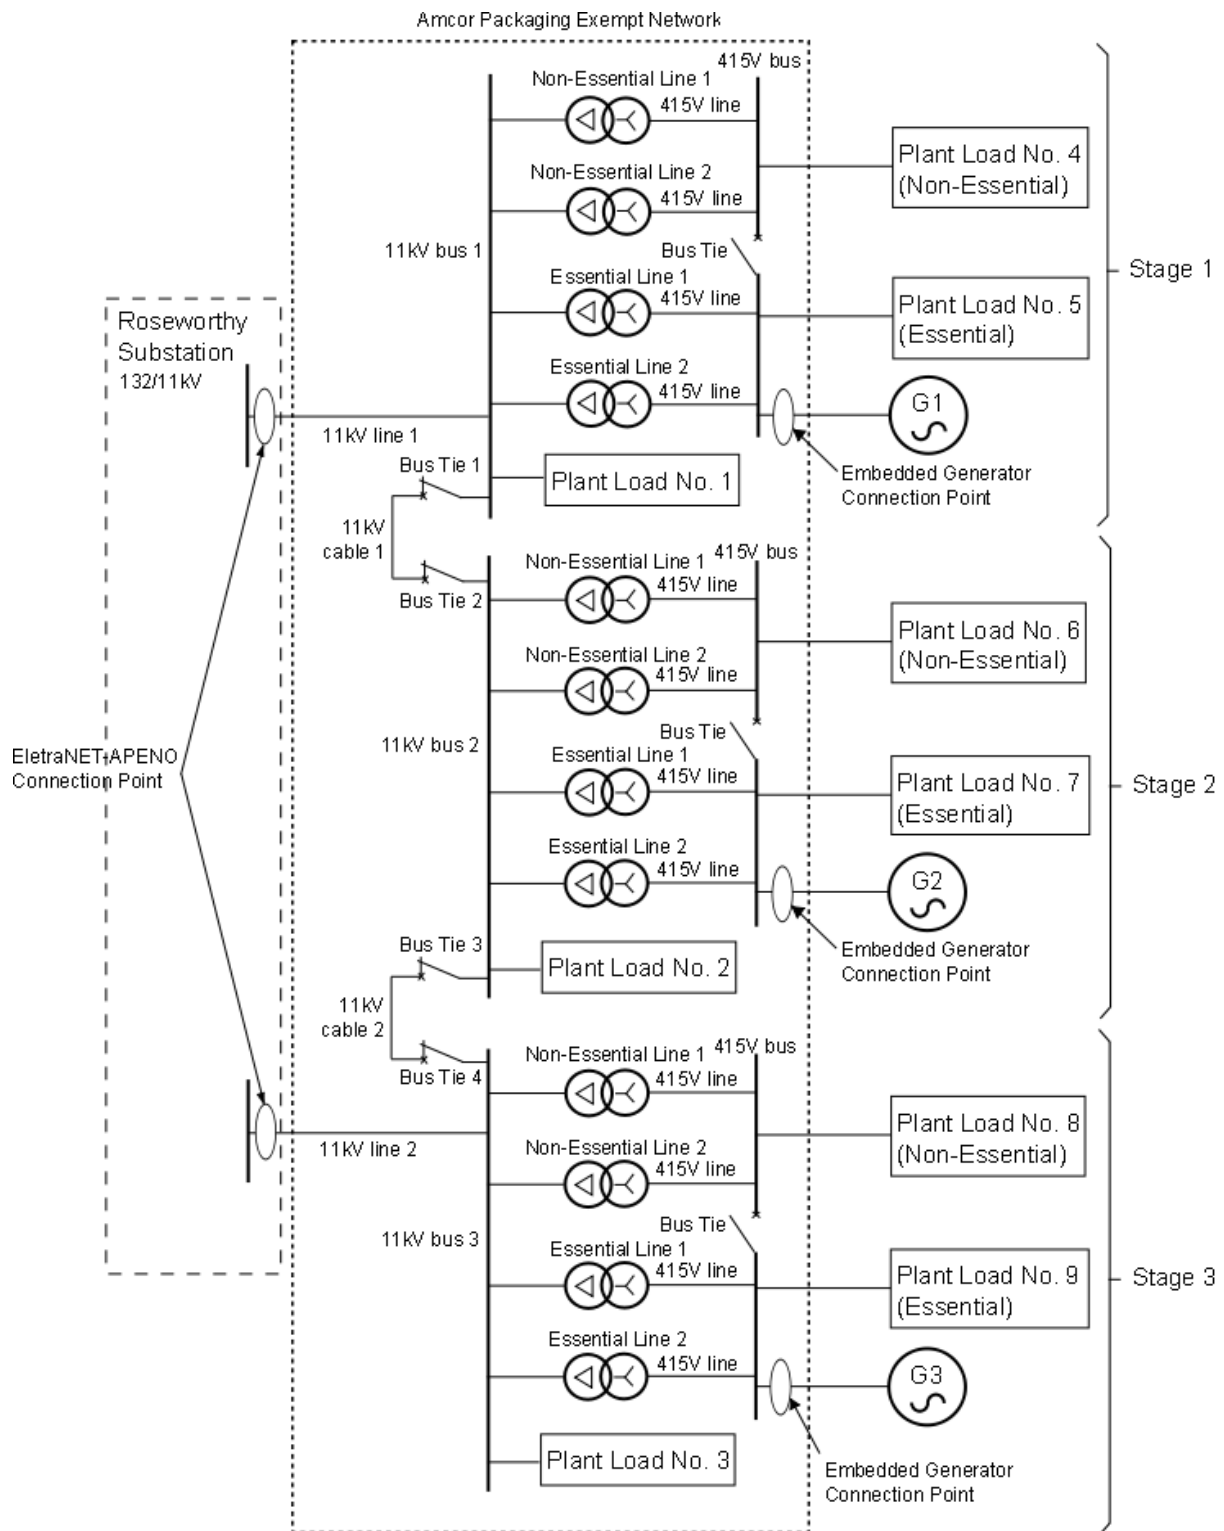 Amcor Packaging Exempt Network
415V bus
Non-Essential Line 1
415V line
Plant Load No. 4
(Non-Essential)
Non-Essential Line 2
415V line
11kV bus 1
Bus Tie
Stage 1
Essential Line 1
415V line
Plant Load No. 5
(Essential)
Roseworthy
Substation
132/11kV
Essential Line 2
415V line
G1
11kV line 1
Embedded Generator
Connection Point
Bus Tie 1
Plant Load No. 1
11kV
cable 1
Bus Tie 2
415V bus
Non-Essential Line 1
415V line
Plant Load No. 6
(Non-Essential)
Non-Essential Line 2
415V line
11kV bus 2
Bus Tie
EletraNET-APENO
Connection Point
Essential Line 1
415V line
Plant Load No. 7
(Essential)
Stage 2
Essential Line 2
415V line
G2
Embedded Generator
Connection Point
Bus Tie 3
Plant Load No. 2
11kV
cable 2
Bus Tie 4
415V bus
Non-Essential Line 1
415V line
Plant Load No. 8
(Non-Essential)
11kV line 2
Non-Essential Line 2
415V line
11kV bus 3
Bus Tie
Essential Line 1
415V line
Plant Load No. 9
(Essential)
Stage 3
Essential Line 2
415V line
G3
Plant Load No. 3
Embedded Generator
Connection Point